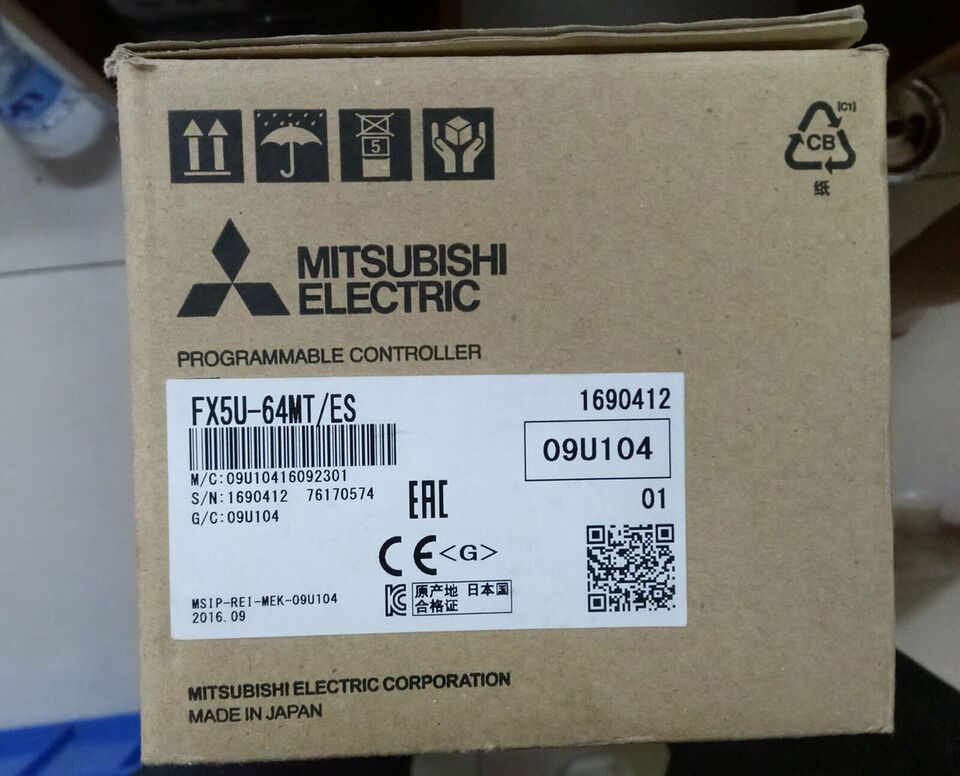 5
[C1]
CB
纸
MITSUBISHI
ELECTRIC
PROGRAMMABLE CONTROLLER
FX5U-64MT/ES
1690412
M/C:09U10416092301
09U104
S/N:1690412 76170574
G/C:09U104
EAC
01
CE<G>
MSIP-REI-MEK-09U104
2016.09
原产地 日本国
合格证
MITSUBISHI ELECTRIC CORPORATION
MADE IN JAPAN